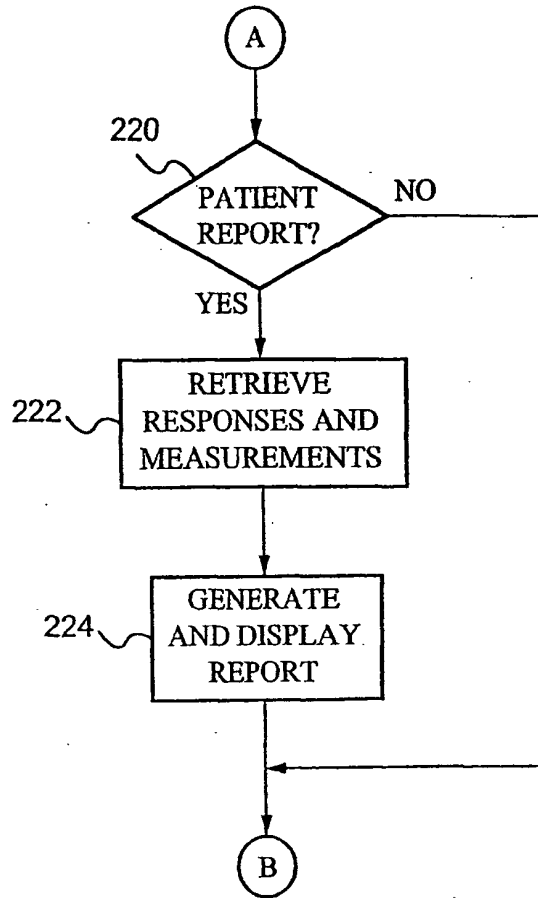 A
220
PATIENT
REPORT?
NO
YES
222
RETRIEVE
RESPONSES AND
MEASUREMENTS
224
GENERATE
AND DISPLAY
REPORT
B